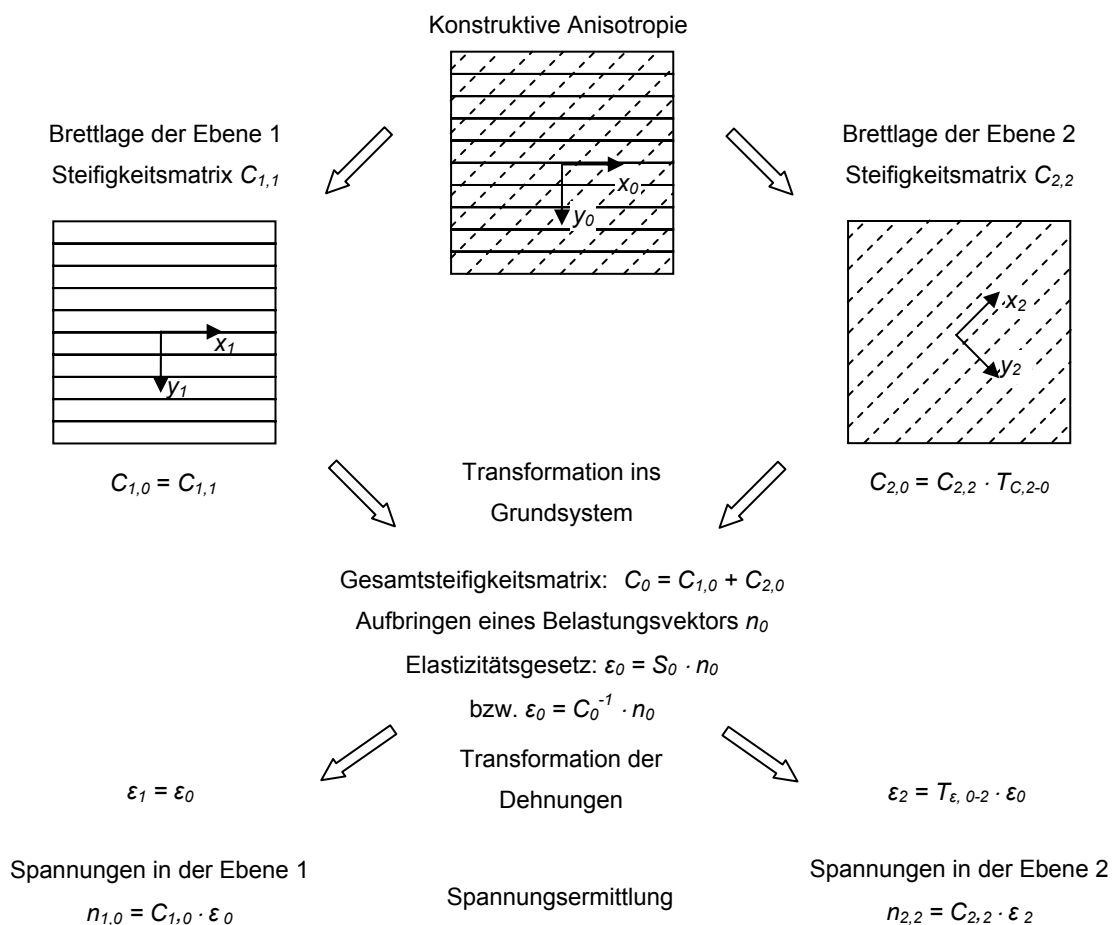 Konstruktive Anisotropie
Brettlage der Ebene 1
Steifigkeitsmatrix C1,1
x0
y0
Brettlage der Ebene 2
Steifigkeitsmatrix C2,2
x1
y1
x2
y2
C1,0 = C1,1
Transformation ins
Grundsystem
C2,0 = C2,2 · TC,2-0
Gesamtsteifigkeitsmatrix: C0 = C1,0 + C2,0
Aufbringen eines Belastungsvektors n0
Elastizitätsgesetz: ε0 = S0 · n0
bzw. ε0 = C0⁻¹ · n0
Transformation der
Dehnungen
ε1 = ε0
ε2 = Tε, 0-2 · ε0
Spannungen in der Ebene 1
n1,0 = C1,0 · ε 0
Spannungsermittlung
Spannungen in der Ebene 2
n2,2 = C2,2 · ε 2